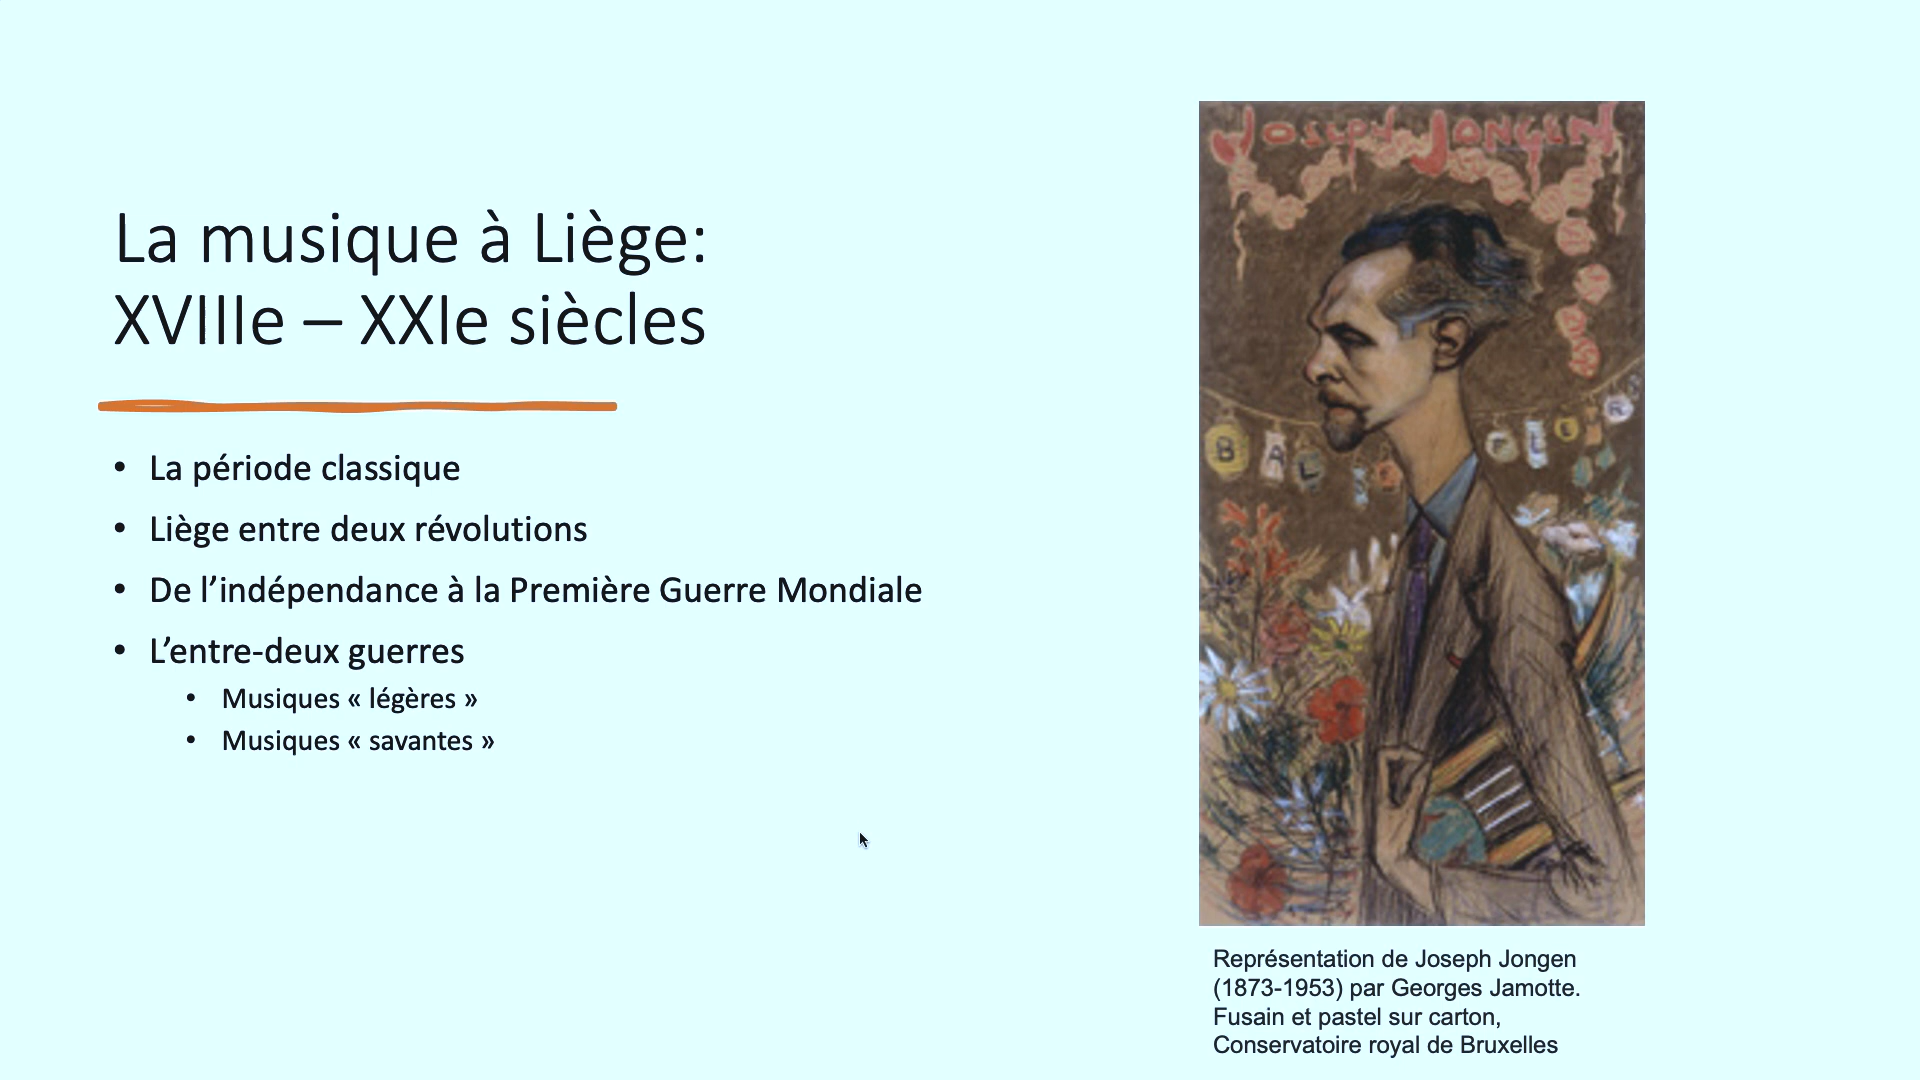 La musique à Liège:
XVIIIe – XXIe siècles
• La période classique
• Liège entre deux révolutions
• De l’indépendance à la Première Guerre Mondiale
• L’entre-deux guerres
• Musiques « légères »
• Musiques « savantes »
JOSEPH JONGEN
BAL
Représentation de Joseph Jongen
(1873-1953) par Georges Jamotte.
Fusain et pastel sur carton,
Conservatoire royal de Bruxelles